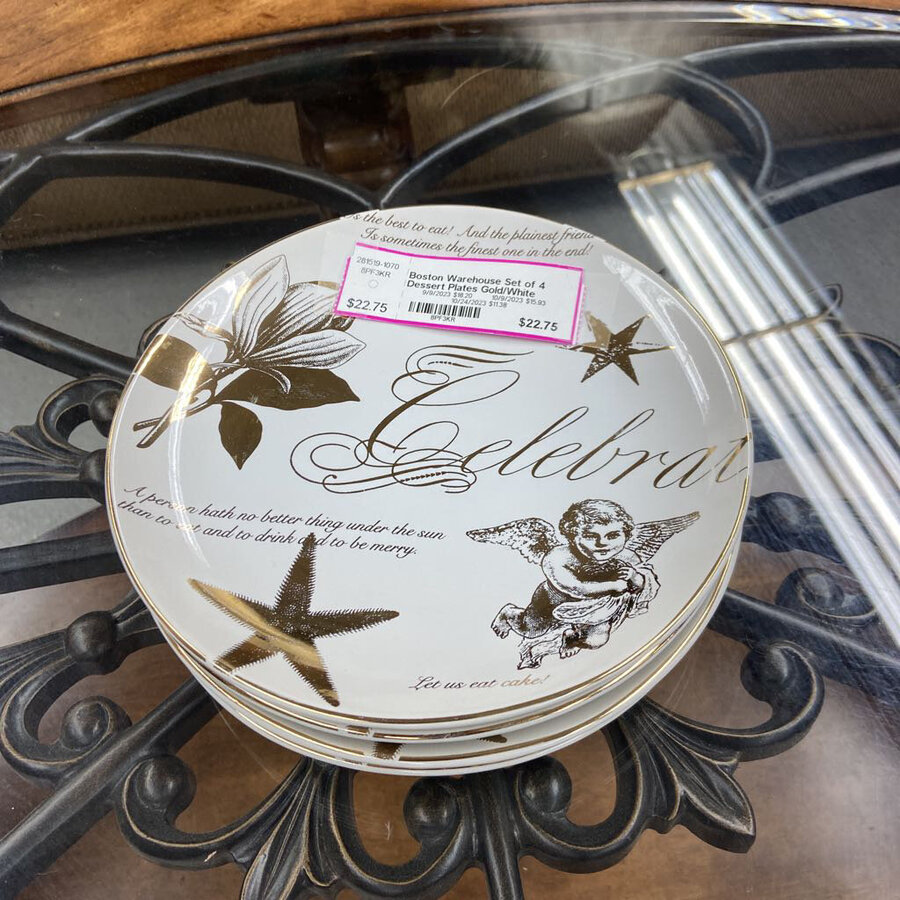 's the best to eat! And the plainest friend
Is sometimes the finest one in the end!
281519-1070
8PF3KR
$22.75
Boston Warehouse Set of 4
Dessert Plates Gold/White
9/9/2023 $18.20 10/9/2023 $15.93
10/24/2023 $11.38
8PF3KR
$22.75
Celebrat
A person hath no better thing under the sun
than to eat and to drink and to be merry.
Let us eat cake!